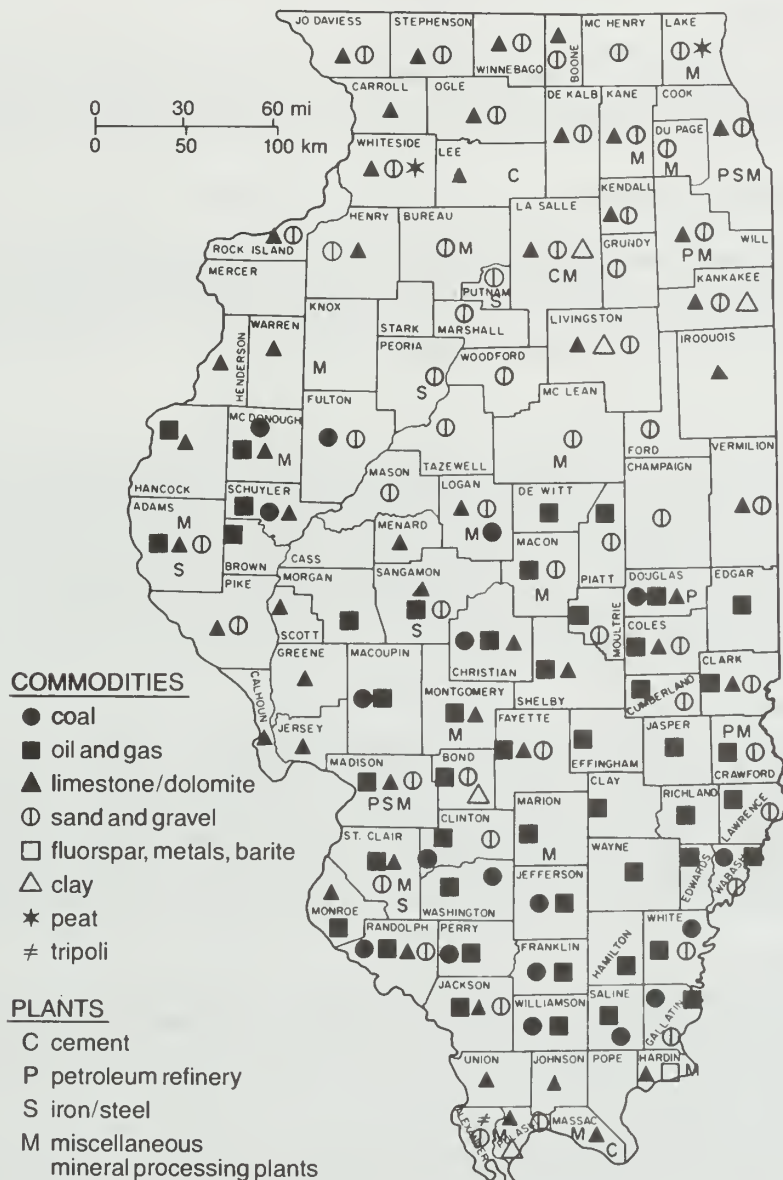 JO DAVIESS STEPHENSON WINNEBAGO BOONE MC HENRY LAKE
M
CARROLL OGLE DE KALB KANE COOK
0 30 60 mi
0 50 100 km
DU PAGE
M M
PSM
WHITESIDE LEE C
KENDALL
HENRY BUREAU LA SALLE
ROCK ISLAND M GRUNDY PM WILL
MERCER PUTNAM CM KANKAKEE
S
KNOX STARK MARSHALL LIVINGSTON
HENDERSON WARREN PEORIA WOODFORD IROQUOIS
M S
MC LEAN
FULTON
MC DONOUGH
M M
FORD VERMILION
HANCOCK MASON TAZEWELL CHAMPAIGN
ADAMS SCHUYLER LOGAN DE WITT
M
M MACON
S BROWN CASS MENARD PIATT
PIKE MORGAN SANGAMON M MOULTRIE DOUGLAS EDGAR
P
SCOTT S COLES
GREENE MACOUPIN CHRISTIAN CLARK
CALHOUN MONTGOMERY SHELBY CUMBERLAND
JERSEY M FAYETTE JASPER PM
MADISON BOND EFFINGHAM CRAWFORD
PSM CLAY RICHLAND LAWRENCE
CLINTON MARION
ST. CLAIR WAYNE
M M EDWARDS WABASH
S JEFFERSON
MONROE WASHINGTON WHITE
RANDOLPH PERRY FRANKLIN HAMILTON
JACKSON WILLIAMSON SALINE GALLATIN
UNION JOHNSON POPE HARDIN M
ALEXANDER M PULASKI MASSAC
M C
COMMODITIES
coal
oil and gas
limestone/dolomite
sand and gravel
fluorspar, metals, barite
clay
peat
≠ tripoli
PLANTS
C cement
P petroleum refinery
S iron/steel
M miscellaneous
mineral processing plants